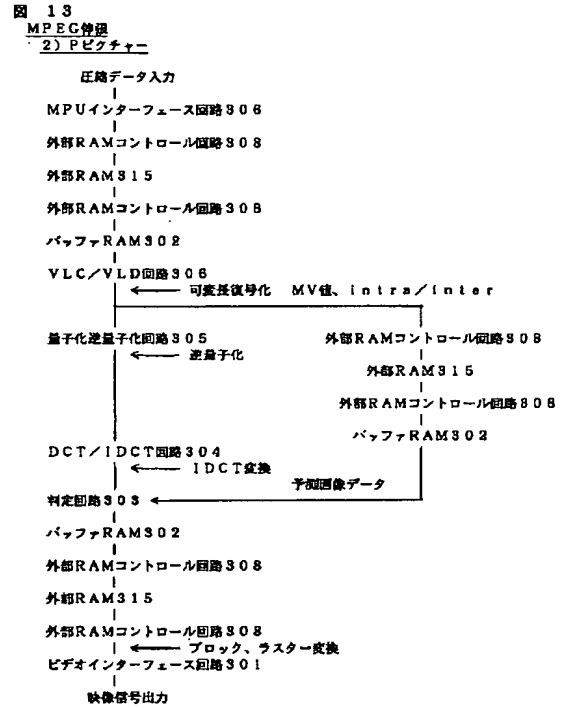 図 13
MPEG伸張
2) Pピクチャー
圧縮データ入力
MPUインターフェース回路306
外部RAMコントロール回路308
外部RAM315
外部RAMコントロール回路308
バッファRAM302
VLC/VLD回路306
可変長復号化 MV値、intra/inter
量子化逆量子化回路305
逆量子化
外部RAMコントロール回路308
外部RAM315
外部RAMコントロール回路308
バッファRAM302
DCT/IDCT回路304
IDCT変換
予測画像データ
判定回路303
バッファRAM302
外部RAMコントロール回路308
外部RAM315
外部RAMコントロール回路308
ブロック、ラスター変換
ビデオインターフェース回路301
映像信号出力